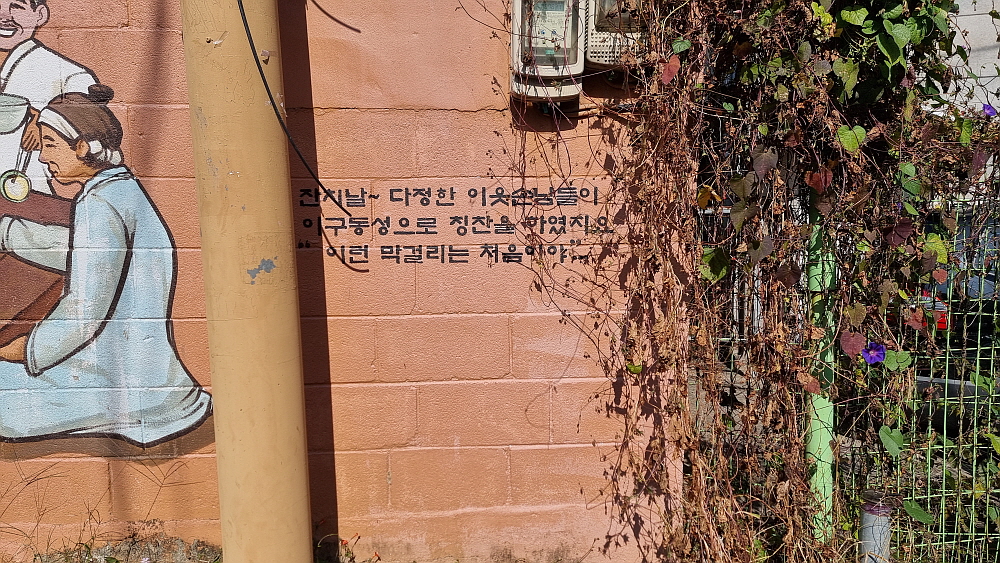 잔치날~ 다정한 이웃손님들이
이구동성으로 칭찬을 하였지요
“ 이런 막걸리는 처음이야”